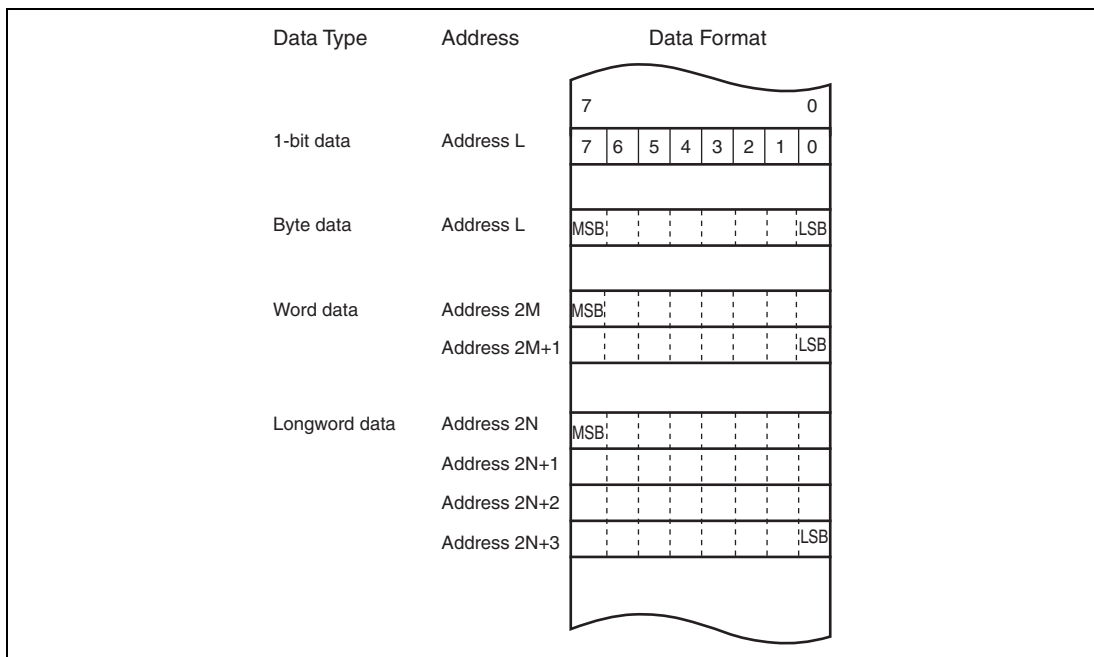 Data Type Address Data Format
7 0
1-bit data Address L 7 6 5 4 3 2 1 0
Byte data Address L MSB LSB
Word data Address 2M MSB
Address 2M+1 LSB
Longword data Address 2N MSB
Address 2N+1
Address 2N+2
Address 2N+3 LSB